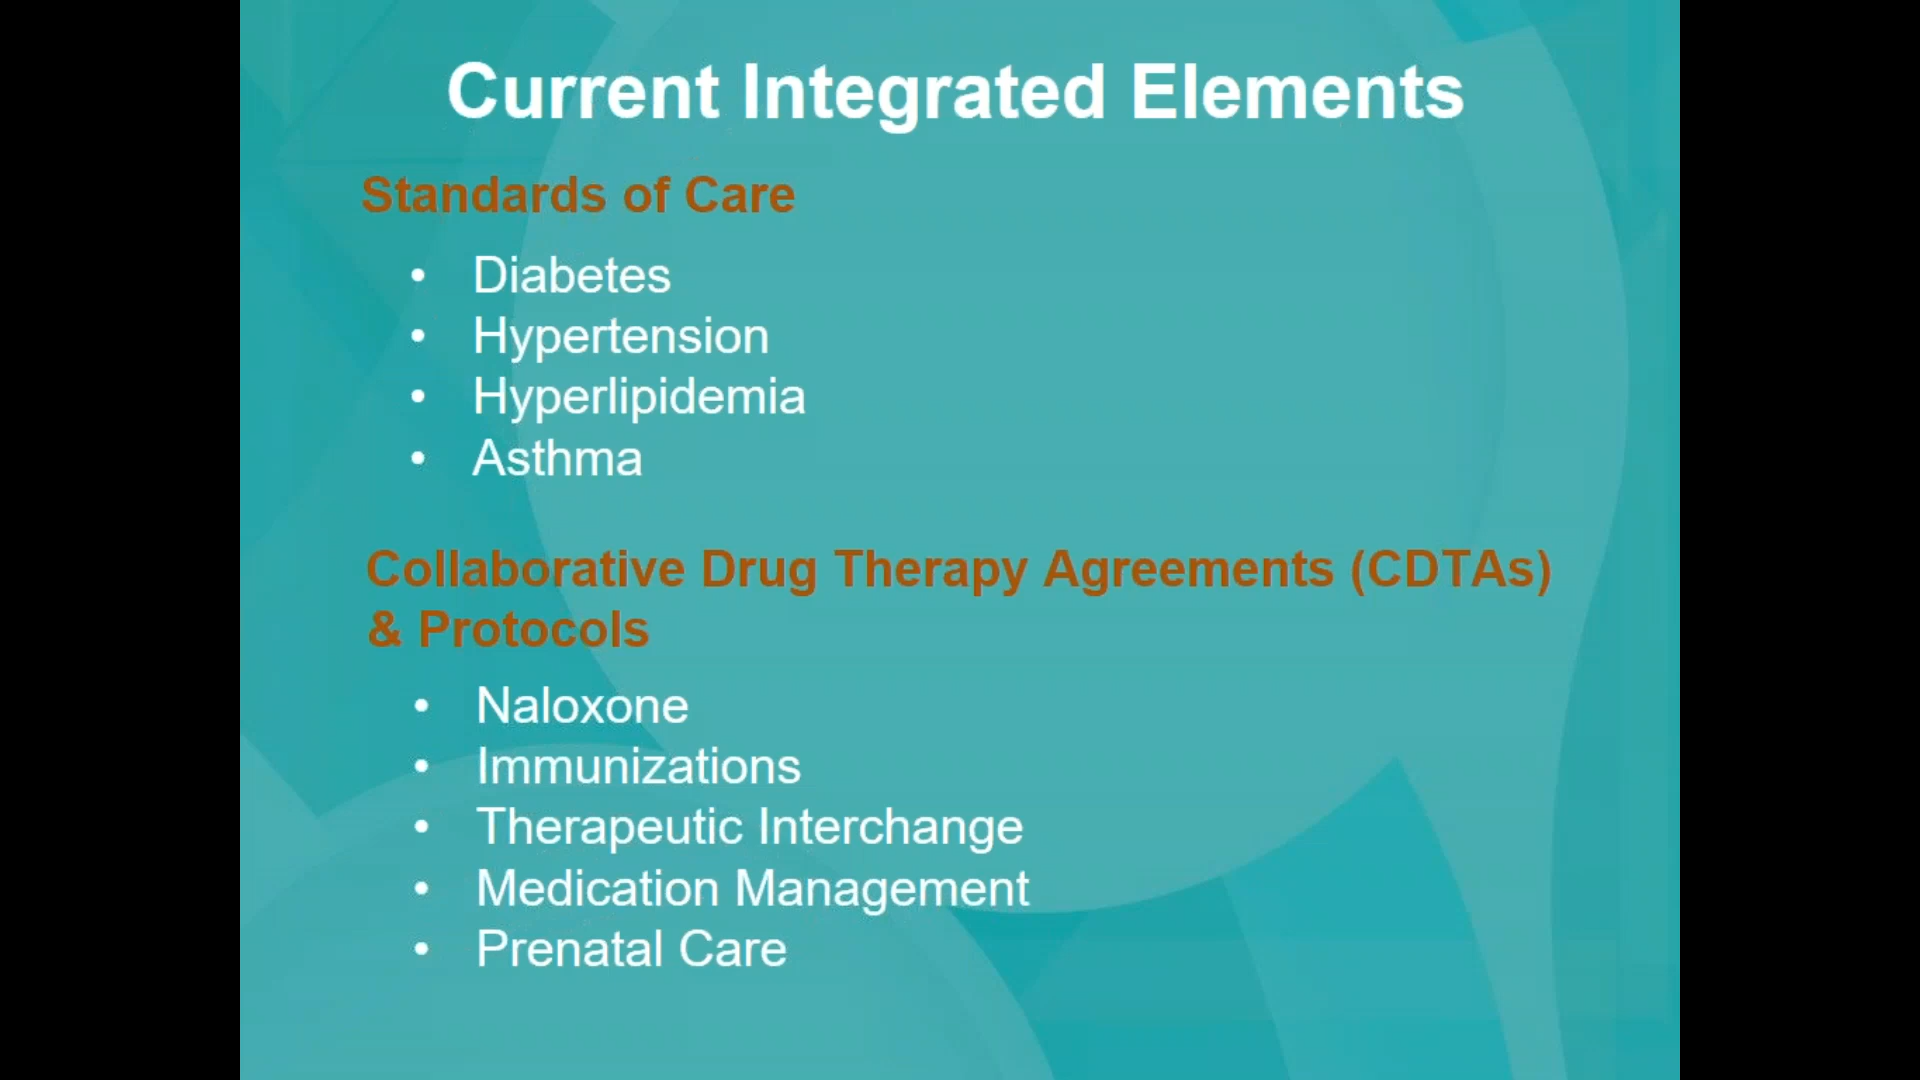 Current Integrated Elements
Standards of Care
• Diabetes
• Hypertension
• Hyperlipidemia
• Asthma
Collaborative Drug Therapy Agreements (CDTAs)
& Protocols
• Naloxone
• Immunizations
• Therapeutic Interchange
• Medication Management
• Prenatal Care